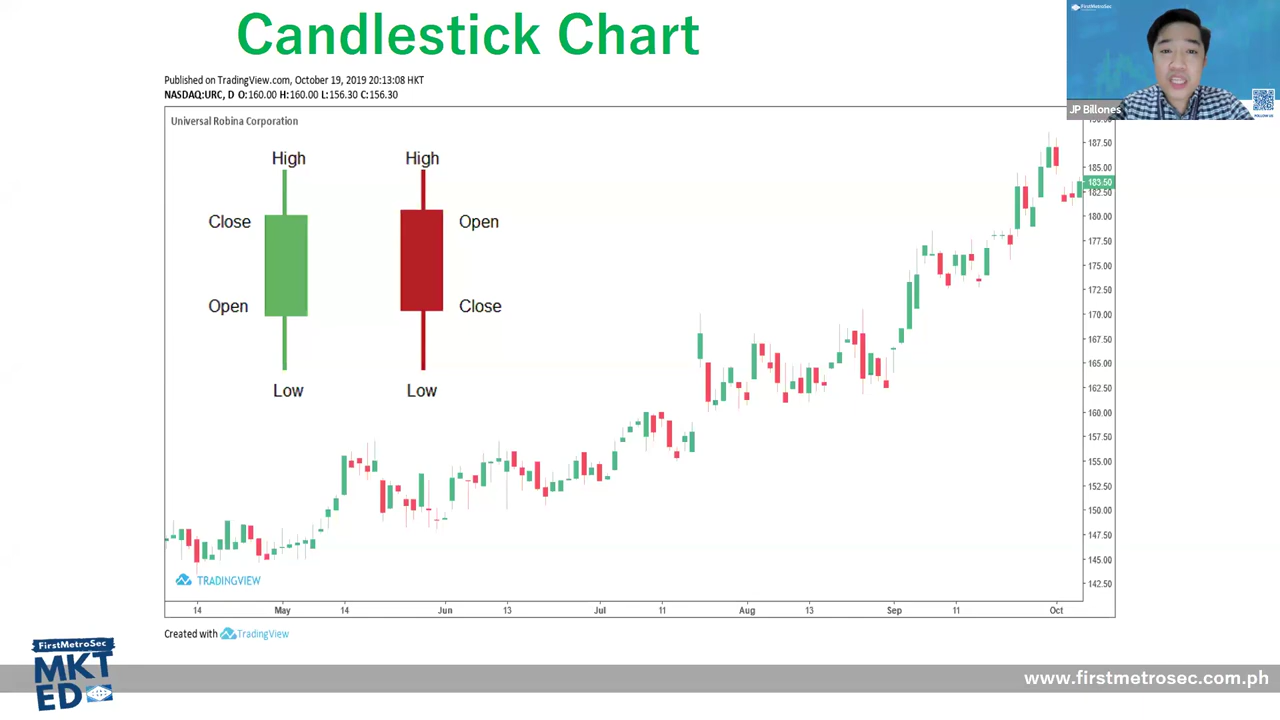 Candlestick Chart
FirstMetroSec
JP Billones
FOLLOW US
Published on TradingView.com, October 19, 2019 20:13:08 HKT
NASDAQ:URC, D O:160.00 H:160.00 L:156.30 C:156.30
Universal Robina Corporation
High High
Close Open
Open Close
Low Low
187.50
185.00
183.50
182.50
180.00
177.50
175.00
172.50
170.00
167.50
165.00
162.50
160.00
157.50
155.00
152.50
150.00
147.50
145.00
142.50
TRADINGVIEW
14 May 14 Jun 13 Jul 11 Aug 13 Sep 11 Oct
Created with TradingView
FirstMetroSec
MKT
ED
www.firstmetrosec.com.ph